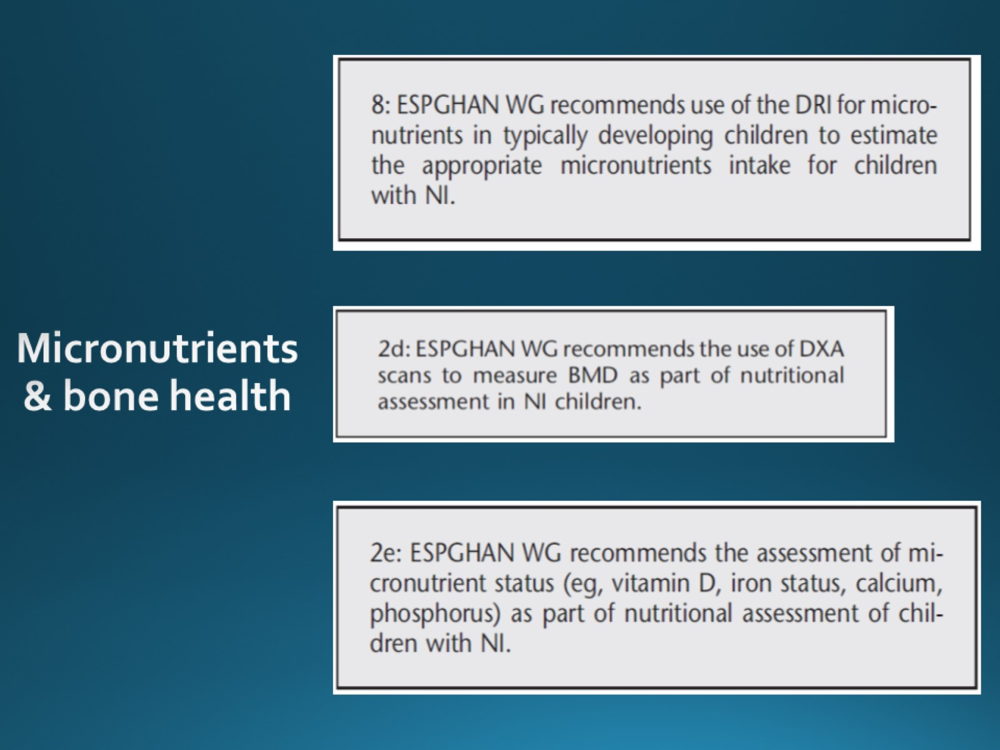 8: ESPGHAN WG recommends use of the DRI for micro-
nutrients in typically developing children to estimate
the appropriate micronutrients intake for children
with NI.
Micronutrients
& bone health
2d: ESPGHAN WG recommends the use of DXA
scans to measure BMD as part of nutritional
assessment in NI children.
2e: ESPGHAN WG recommends the assessment of mi-
cronutrient status (eg, vitamin D, iron status, calcium,
phosphorus) as part of nutritional assessment of chil-
dren with NI.